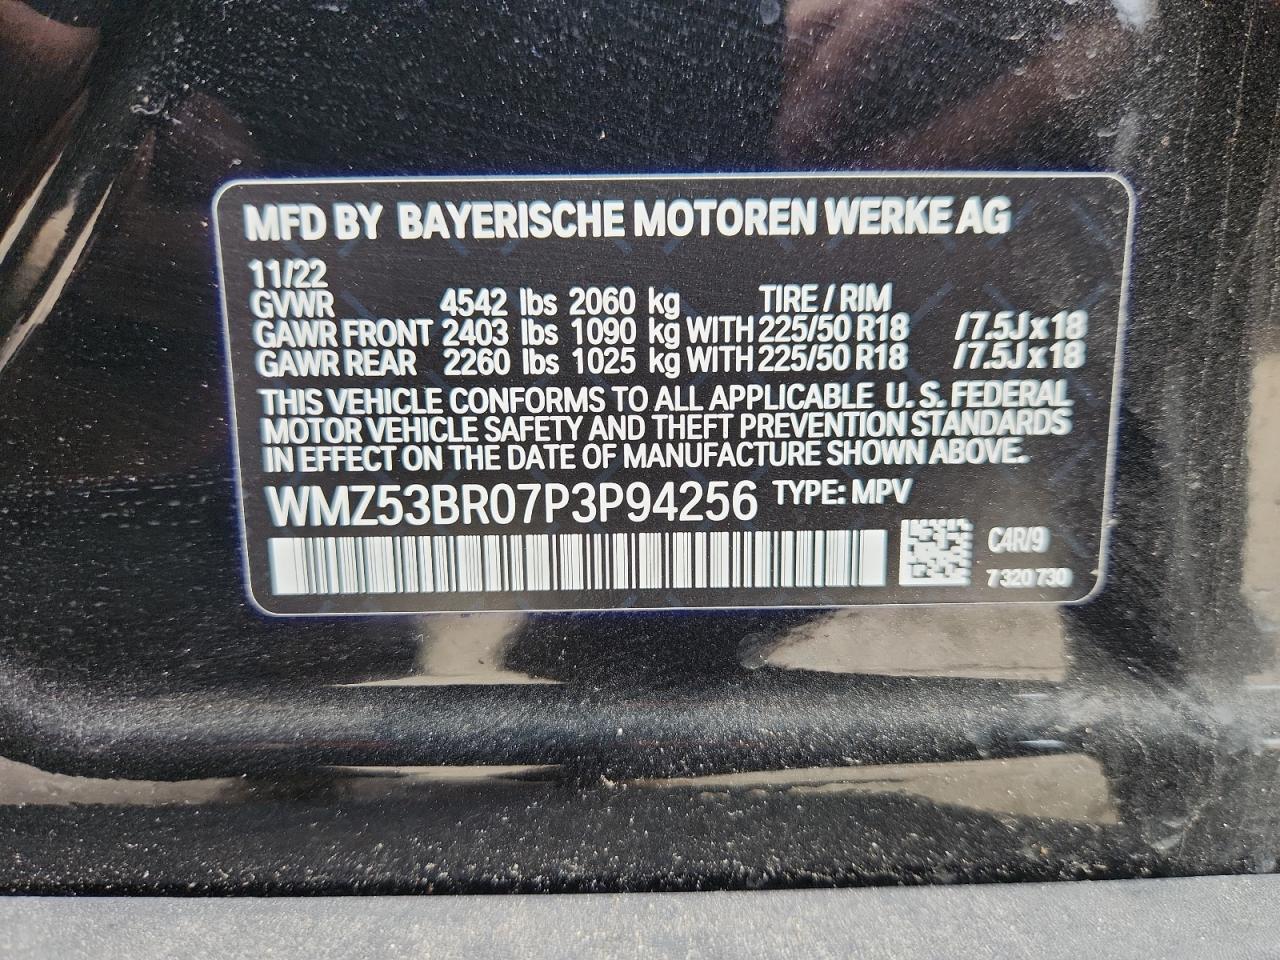 MFD BY BAYERISCHE MOTOREN WERKE AG
11/22
GVWR 4542 lbs 2060 kg TIRE / RIM
GAWR FRONT 2403 lbs 1090 kg WITH 225/50 R18 /7.5J x 18
GAWR REAR 2260 lbs 1025 kg WITH 225/50 R18 /7.5J x 18
THIS VEHICLE CONFORMS TO ALL APPLICABLE U. S. FEDERAL
MOTOR VEHICLE SAFETY AND THEFT PREVENTION STANDARDS
IN EFFECT ON THE DATE OF MANUFACTURE SHOWN ABOVE.
WMZ53BR07P3P94256 TYPE: MPV
C4R/9
7 320 730